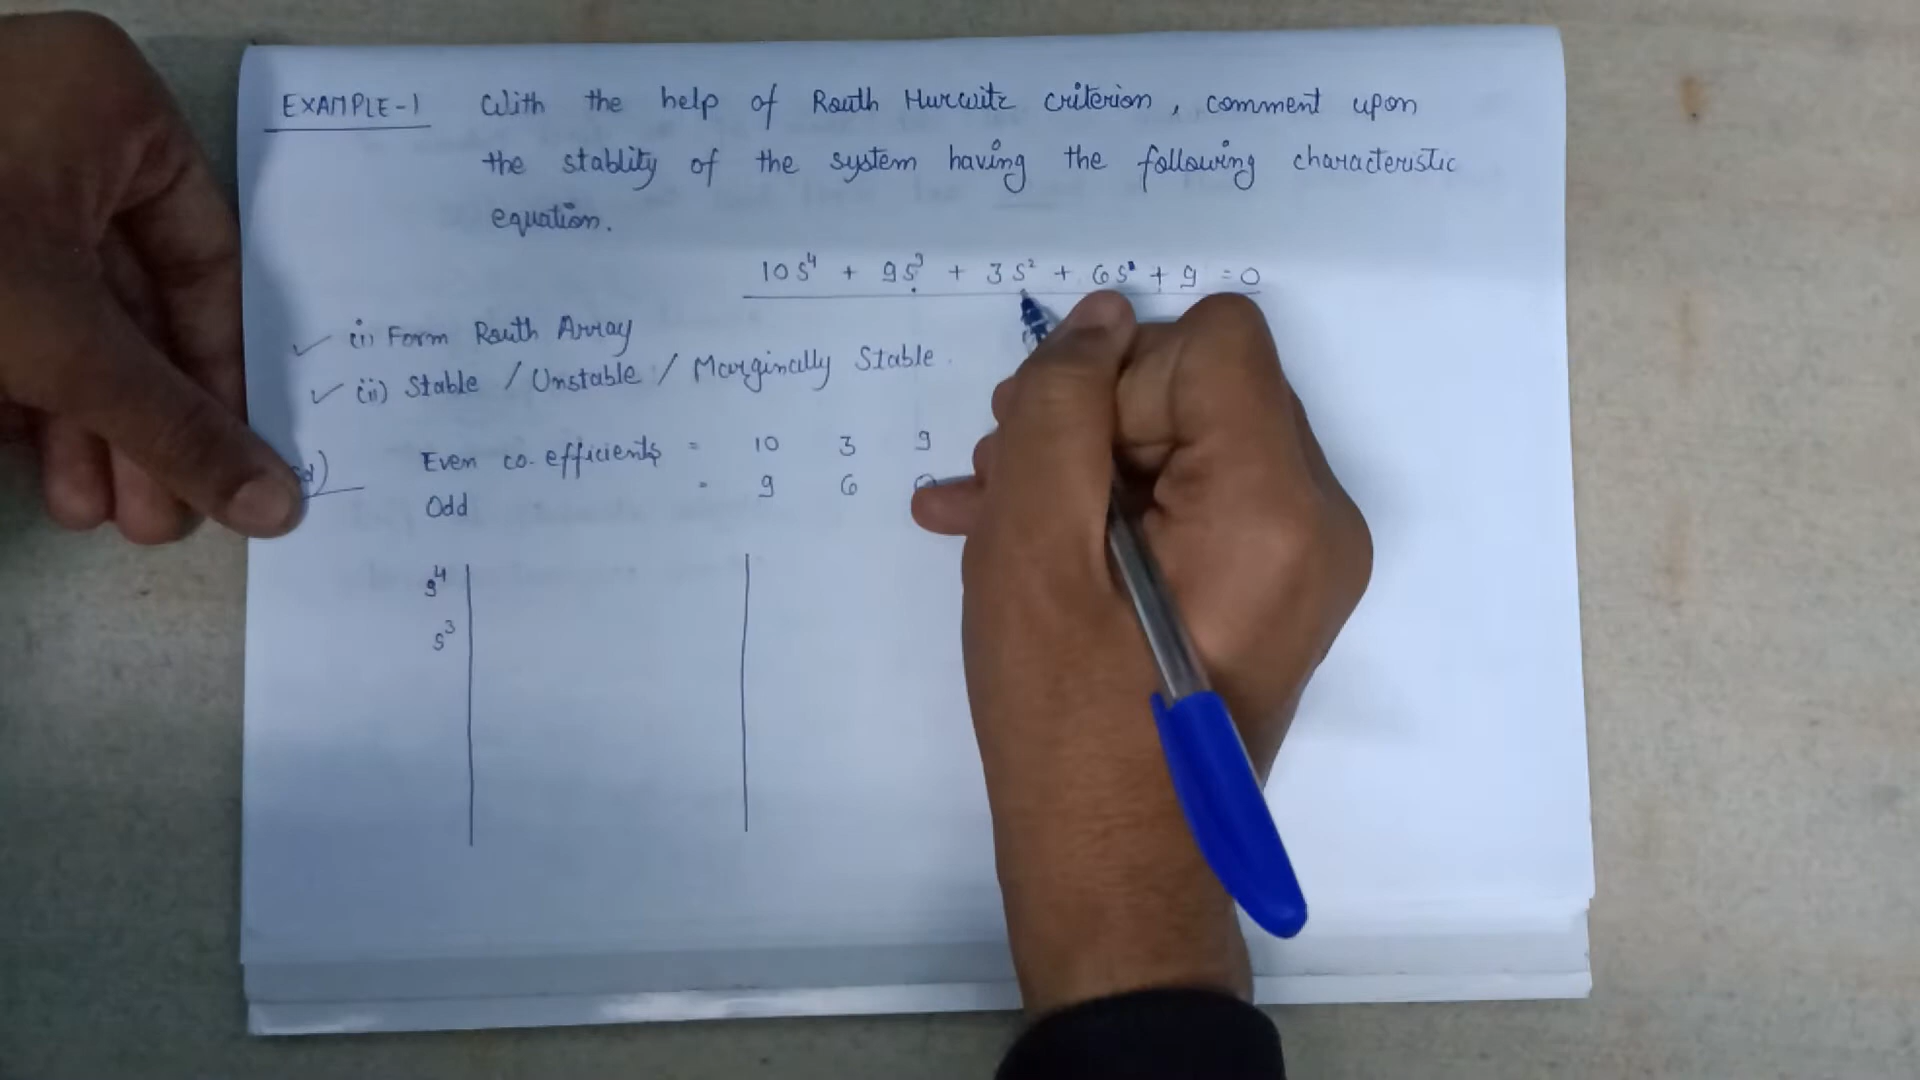 EXAMPLE-1 With the help of Routh Hurwitz criterion, comment upon
the stablity of the system having the following characteristic
equation.
10s⁴ + 9s³ + 3s² + 6s + 9 = 0
(i) Form Routh Array
(ii) Stable / Unstable / Marginally Stable
Even co-efficients = 10 3 9
Odd = 9 6
s⁴
s³